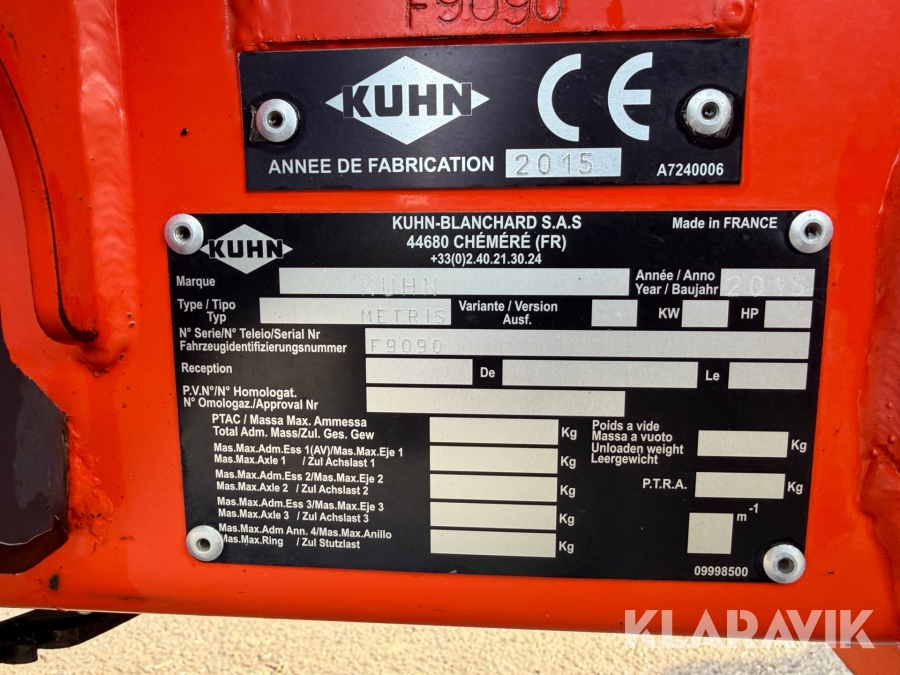 F9090
KUHN
CE
ANNEE DE FABRICATION 2015 A7240006
KUHN
KUHN-BLANCHARD S.A.S
44680 CHÉMÉRÉ (FR)
+33(0)2.40.21.30.24
Made in FRANCE
Marque KUHN
Année / Anno
Year / Baujahr 2015
Type / Tipo
Typ METRIS
Variante/ Version
Ausf.
KW HP
N° Serie/N° Teleio/Serial Nr
Fahrzeugidentifizierungsnummer F9090
Reception De Le
P.V.N°/N° Homologat.
N° Omologaz./Approval Nr
PTAC / Massa Max. Ammessa
Total Adm. Mass/Zul. Ges. Gew Kg
Mas.Max.Adm.Ess 1(AV)/Mas.Max.Eje 1
Mas.Max.Axle 1 / Zul Achslast 1 Kg
Mas.Max.Adm.Ess 2/Mas.Max.Eje 2
Mas.Max.Axle 2 / Zul Achslast 2 Kg
Mas.Max.Adm.Ess 3/Mas.Max.Eje 3
Mas.Max.Axle 3 / Zul Achslast 3 Kg
Mas.Max.Adm Ann. 4/Mas.Max.Anillo
Mas.Max.Ring / Zul Stutzlast Kg
Poids a vide
Massa a vuoto
Unloaden weight
Leergewicht Kg
P.T.R.A. Kg
m-1
09998500
KLARAVIK